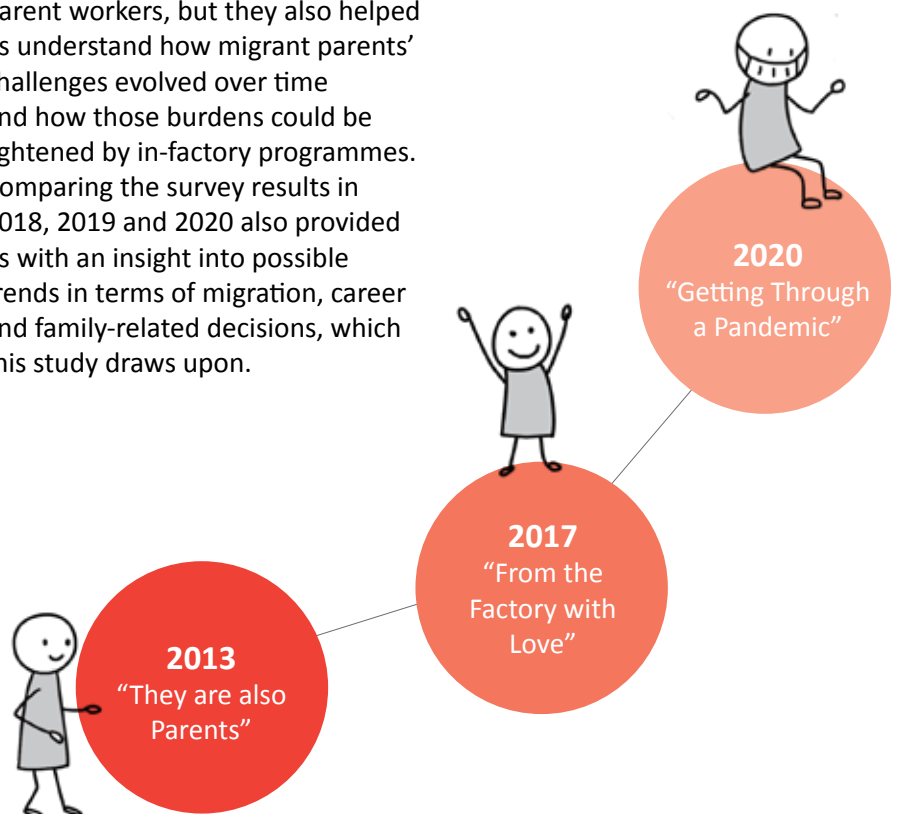 arent workers, but they also helped
s understand how migrant parents’
hallenges evolved over time
nd how those burdens could be
ghtened by in-factory programmes.
omparing the survey results in
018, 2019 and 2020 also provided
s with an insight into possible
rends in terms of migration, career
nd family-related decisions, which
his study draws upon.
2020
“Getting Through
a Pandemic”
2017
“From the
Factory with
Love”
2013
“They are also
Parents”